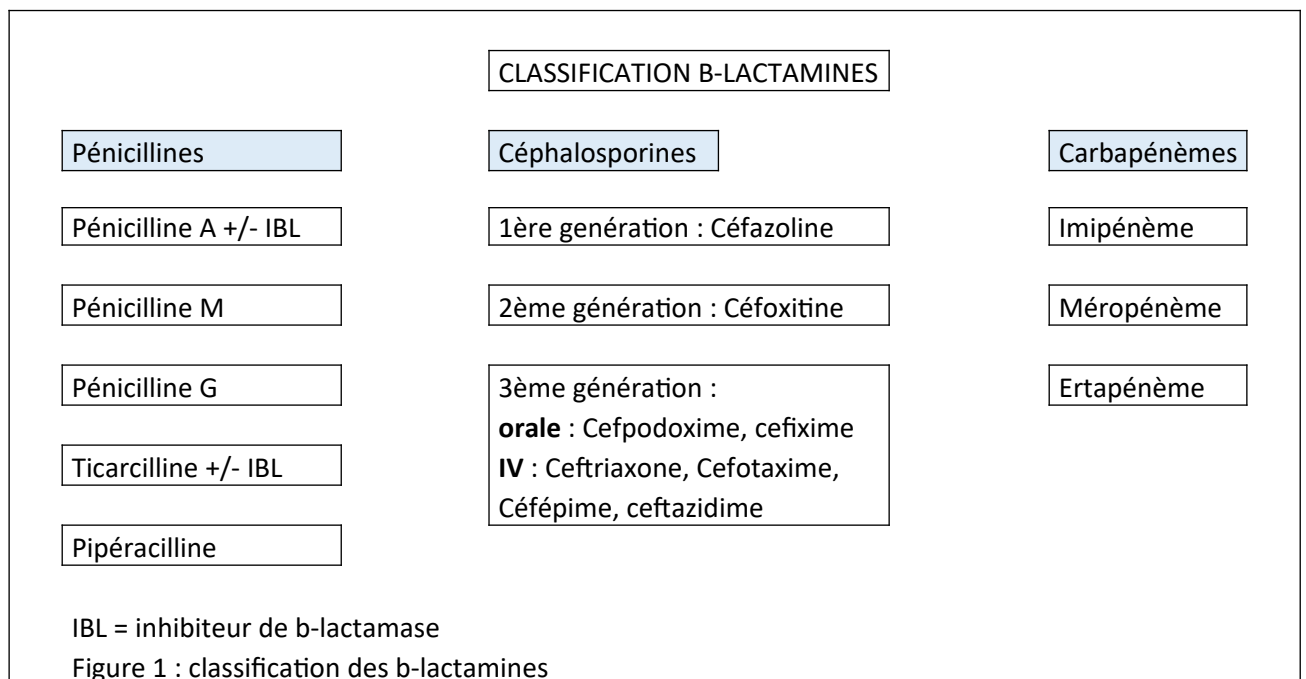 CLASSIFICATION B-LACTAMINES
Pénicillines
Céphalosporines
Carbapénèmes
Pénicilline A +/- IBL
1ère genération : Céfazoline
Imipénème
Pénicilline M
2ème génération : Céfoxitine
Méropénème
Pénicilline G
3ème génération :
orale : Cefpodoxime, cefixime
IV : Ceftriaxone, Cefotaxime,
Céfépime, ceftazidime
Ertapénème
Ticarcilline +/- IBL
Pipéracilline
IBL = inhibiteur de b-lactamase
Figure 1 : classification des b-lactamines